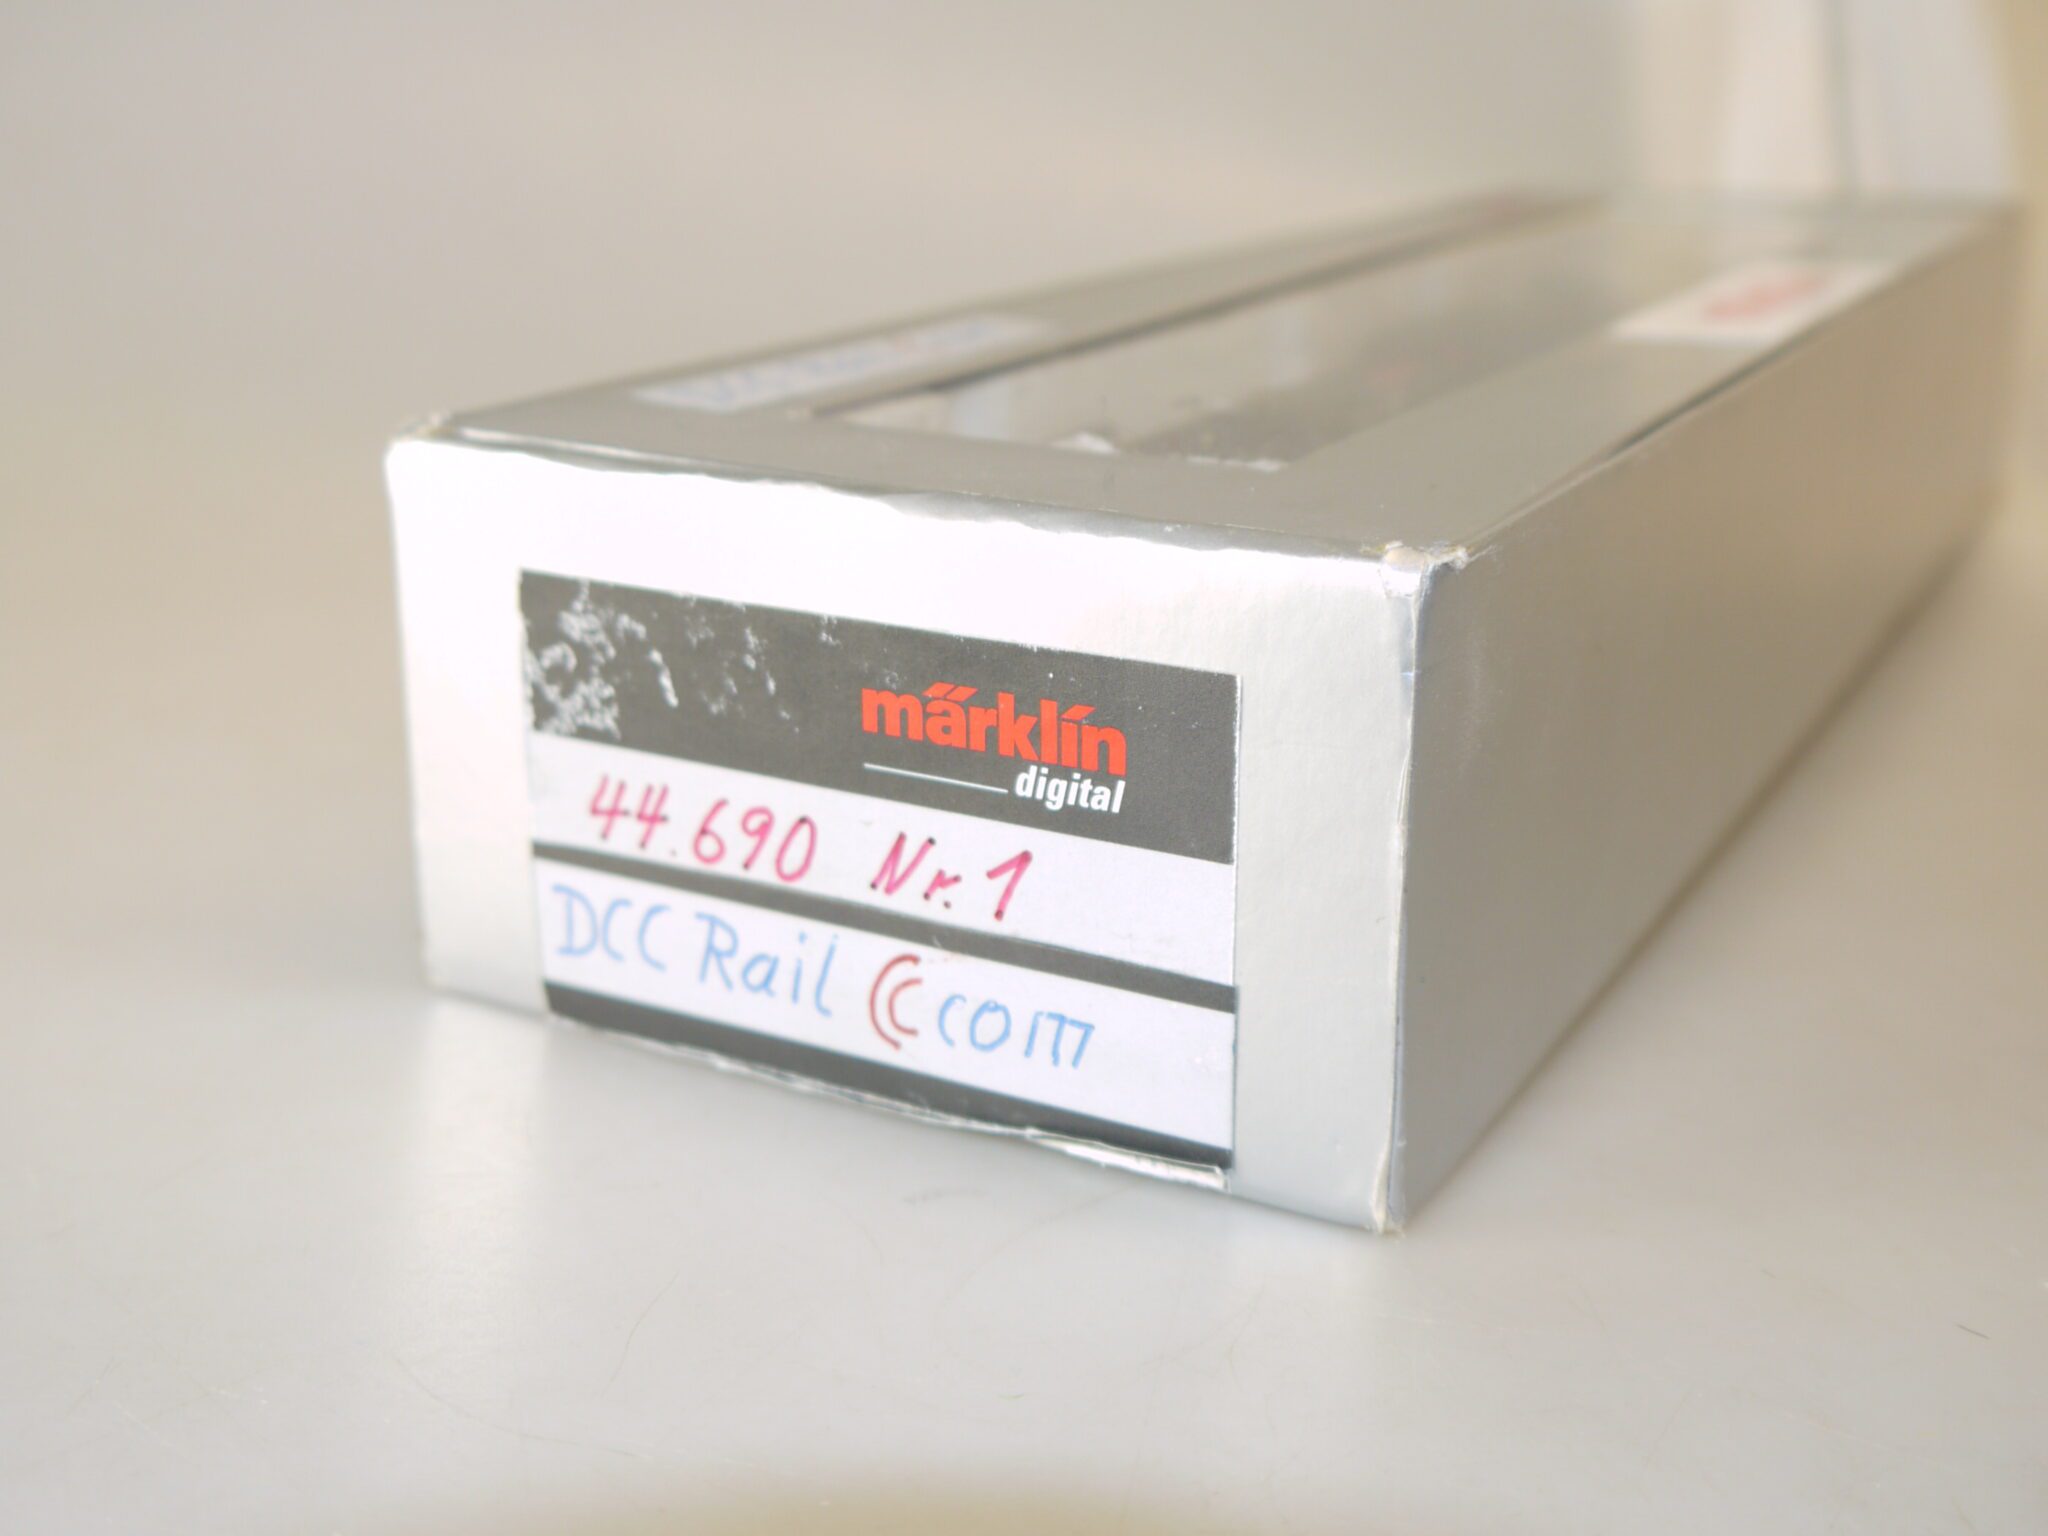 märklin
digital
44.690 Nr.1
DCC Rail com